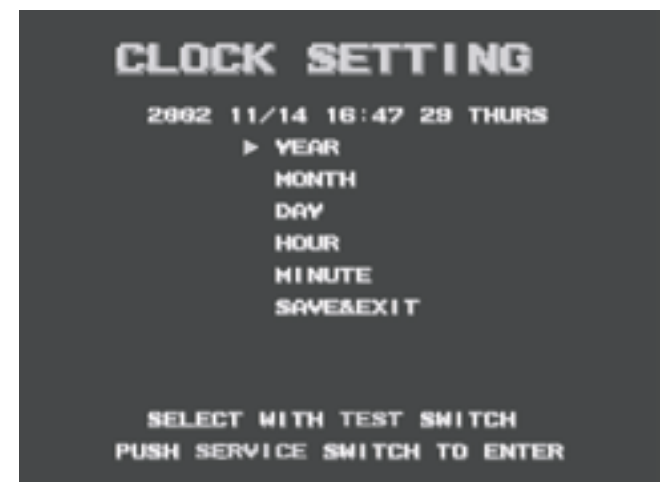 CLOCK SETTING
2002 11/14 16:47 29 THURS
▶ YEAR
MONTH
DAY
HOUR
MINUTE
SAVE&EXIT
SELECT WITH TEST SWITCH
PUSH SERVICE SWITCH TO ENTER